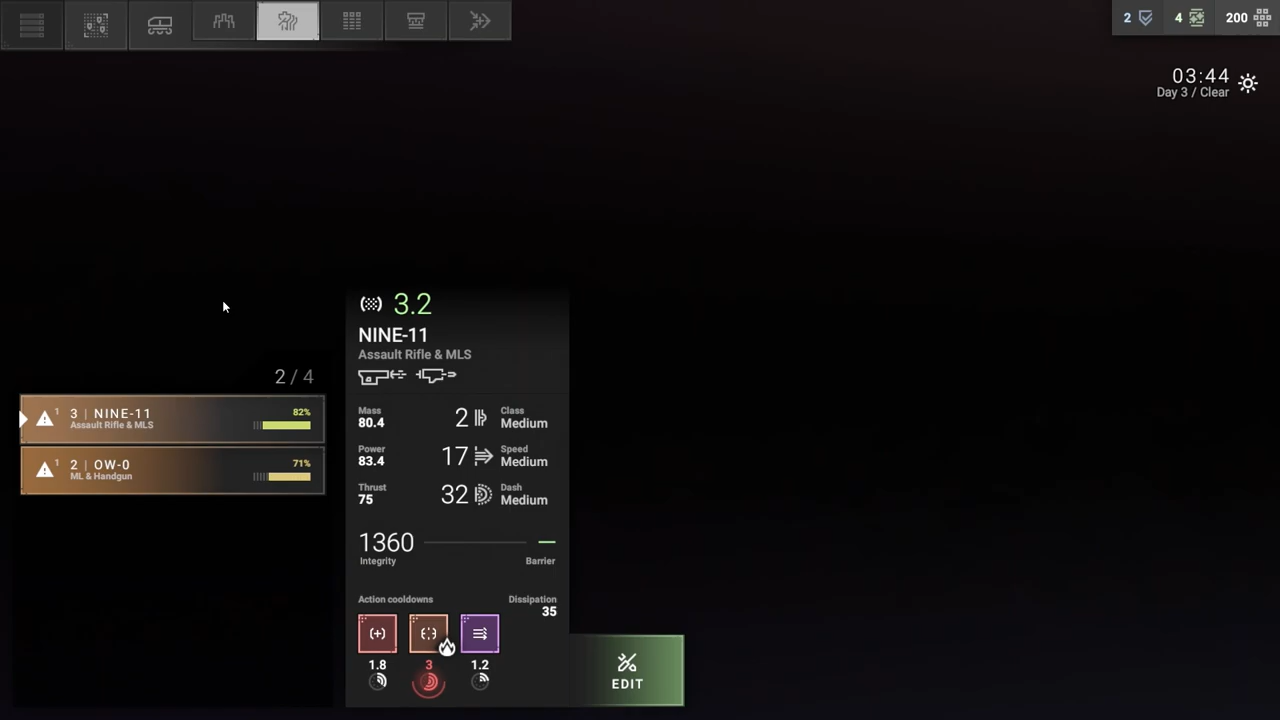 2
4
200
03:44
Day 3 / Clear
2 / 4
1
3 | NINE-11
Assault Rifle & MLS
82%
1
2 | OW-0
ML & Handgun
71%
3.2
NINE-11
Assault Rifle & MLS
Mass
80.4
2
Class
Medium
Power
83.4
17
Speed
Medium
Thrust
75
32
Dash
Medium
1360
Integrity
Barrier
Action cooldowns
Dissipation
35
1.8
3
1.2
EDIT